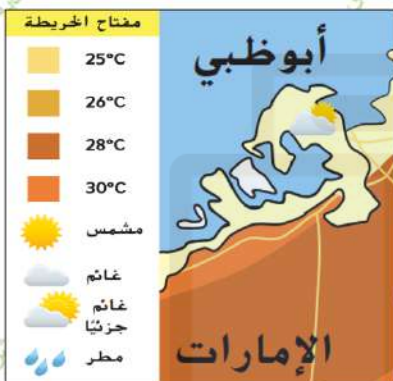 مفتاح الخريطة
25°C
26°C
28°C
30°C
مشمس
غائم
غائم
جزئيًا
مطر
أبوظبي
الإمارات